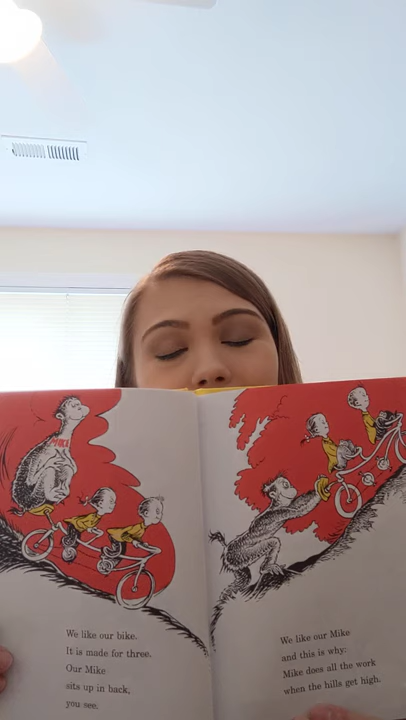 MIKE
We like our bike.
It is made for three.
Our Mike
sits up in back,
you see.
We like our Mike
and this is why:
Mike does all the work
when the hills get high.